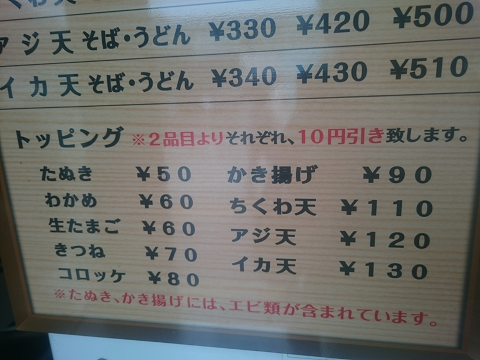 くわ天
アジ天そば・うどん ¥330 ¥420 ¥500
イカ天そば・うどん ¥340 ¥430 ¥510
トッピング ※2品目よりそれぞれ、10円引き致します。
たぬき ¥50 かき揚げ ¥90
わかめ ¥60 ちくわ天 ¥110
生たまご ¥60 アジ天 ¥120
きつね ¥70 イカ天 ¥130
コロッケ ¥80
※たぬき、かき揚げには、エビ類が含まれています。